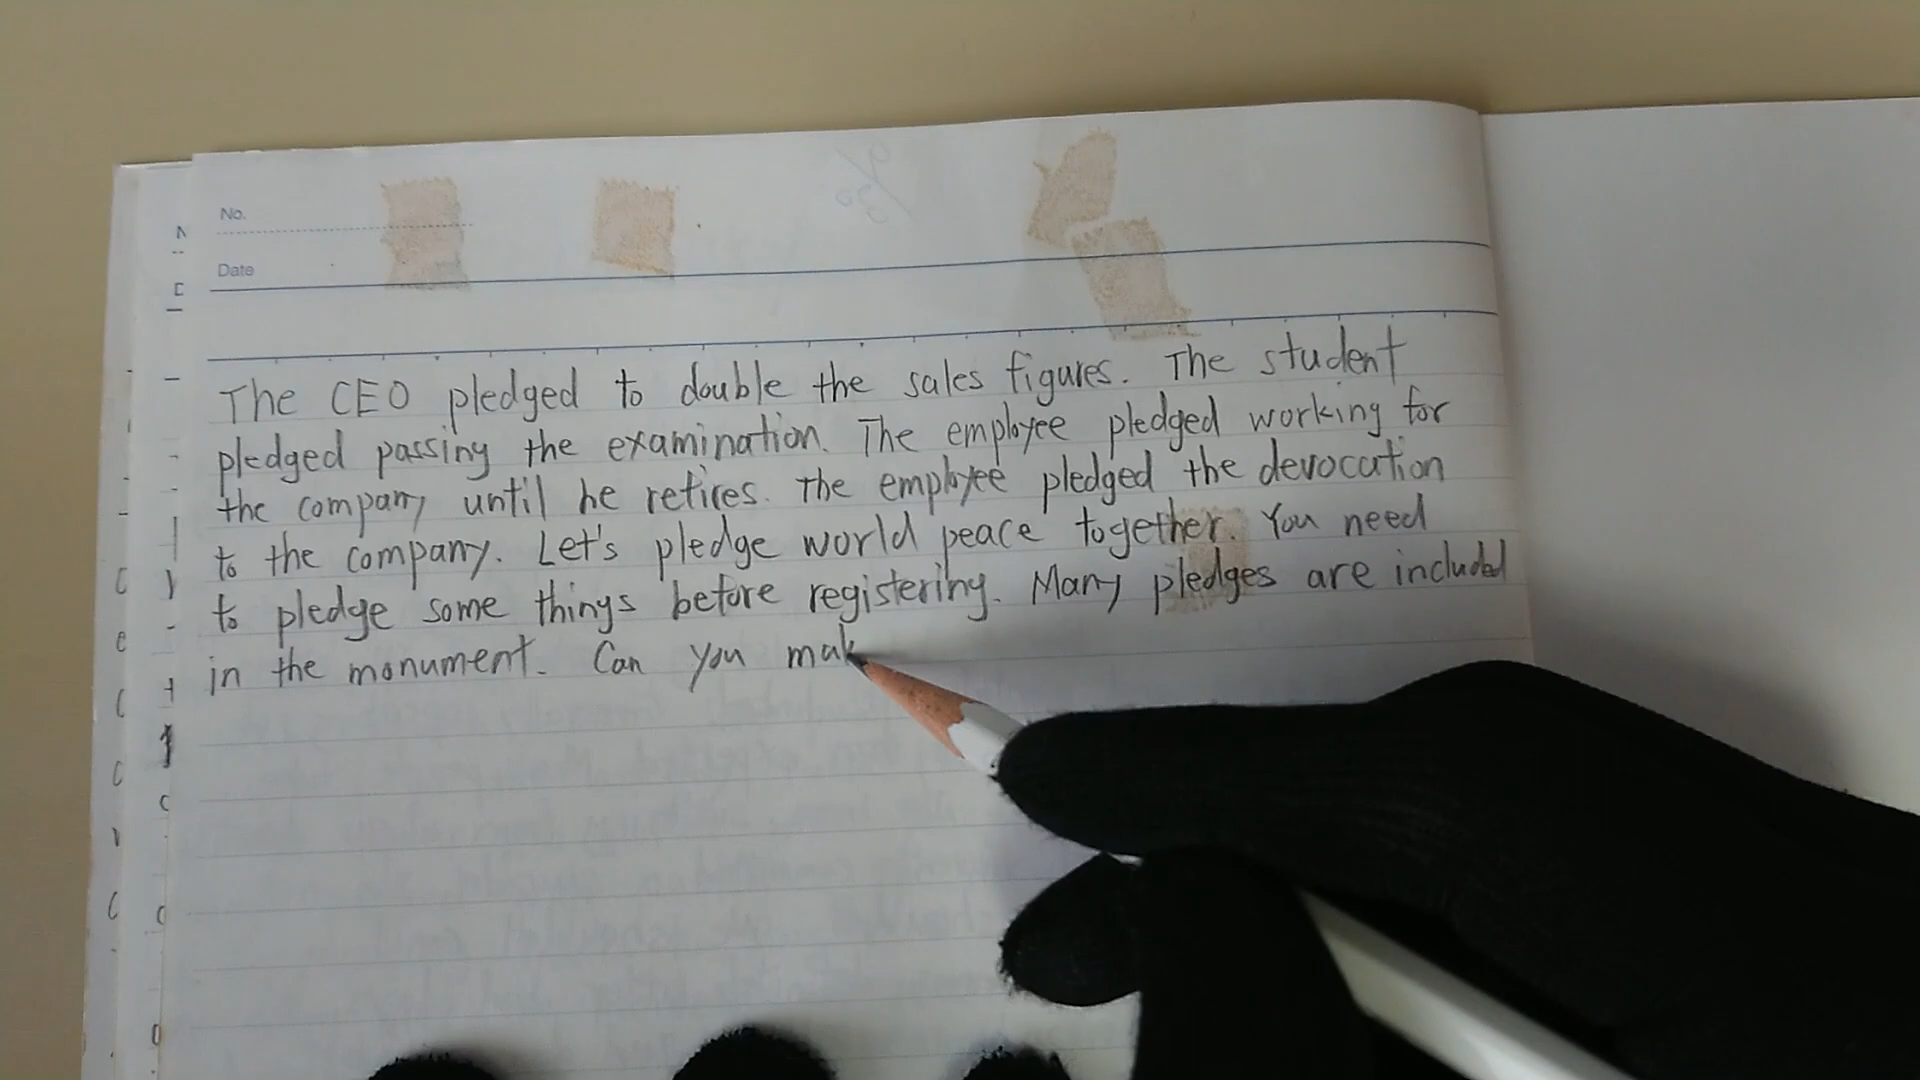 No.
Date
The CEO pledged to double the sales figures. The student
pledged passing the examination. The employee pledged working for
the company until he retires. The employee pledged the devocation
to the company. Let's pledge world peace together. You need
to pledge some things before registering. Many pledges are included
in the monument. Can you mak